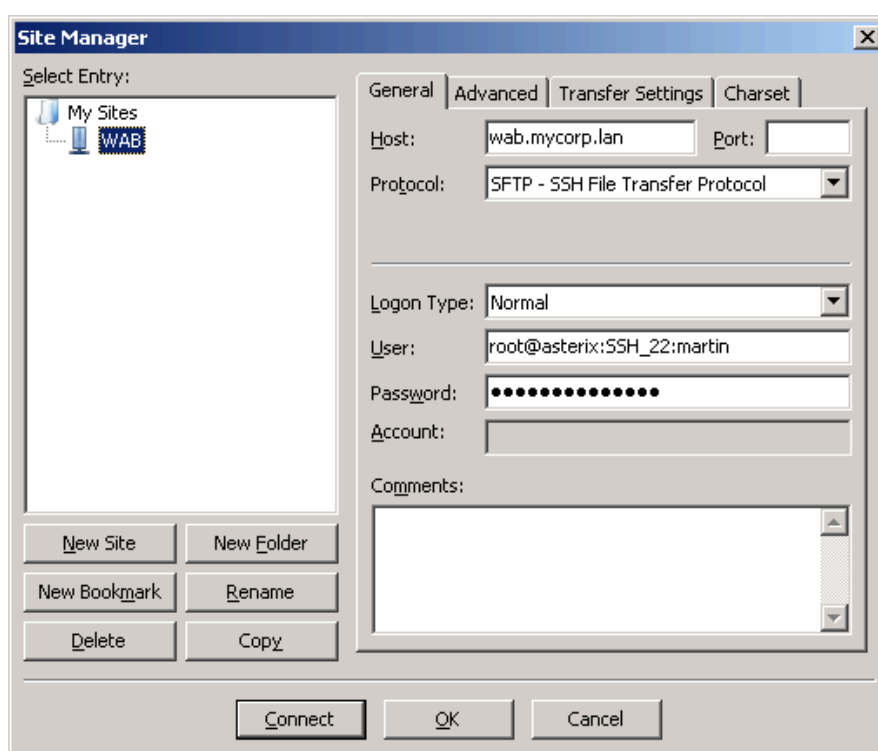 Site Manager
Select Entry:
My Sites
WAB
New Site
New Folder
New Bookmark
Rename
Delete
Copy
General
Advanced
Transfer Settings
Charset
Host:
wab.mycorp.lan
Port:
Protocol:
SFTP - SSH File Transfer Protocol
Logon Type:
Normal
User:
root@asterix:SSH_22:martin
Password:
●●●●●●●●●●●●●●
Account:
Comments:
Connect
OK
Cancel